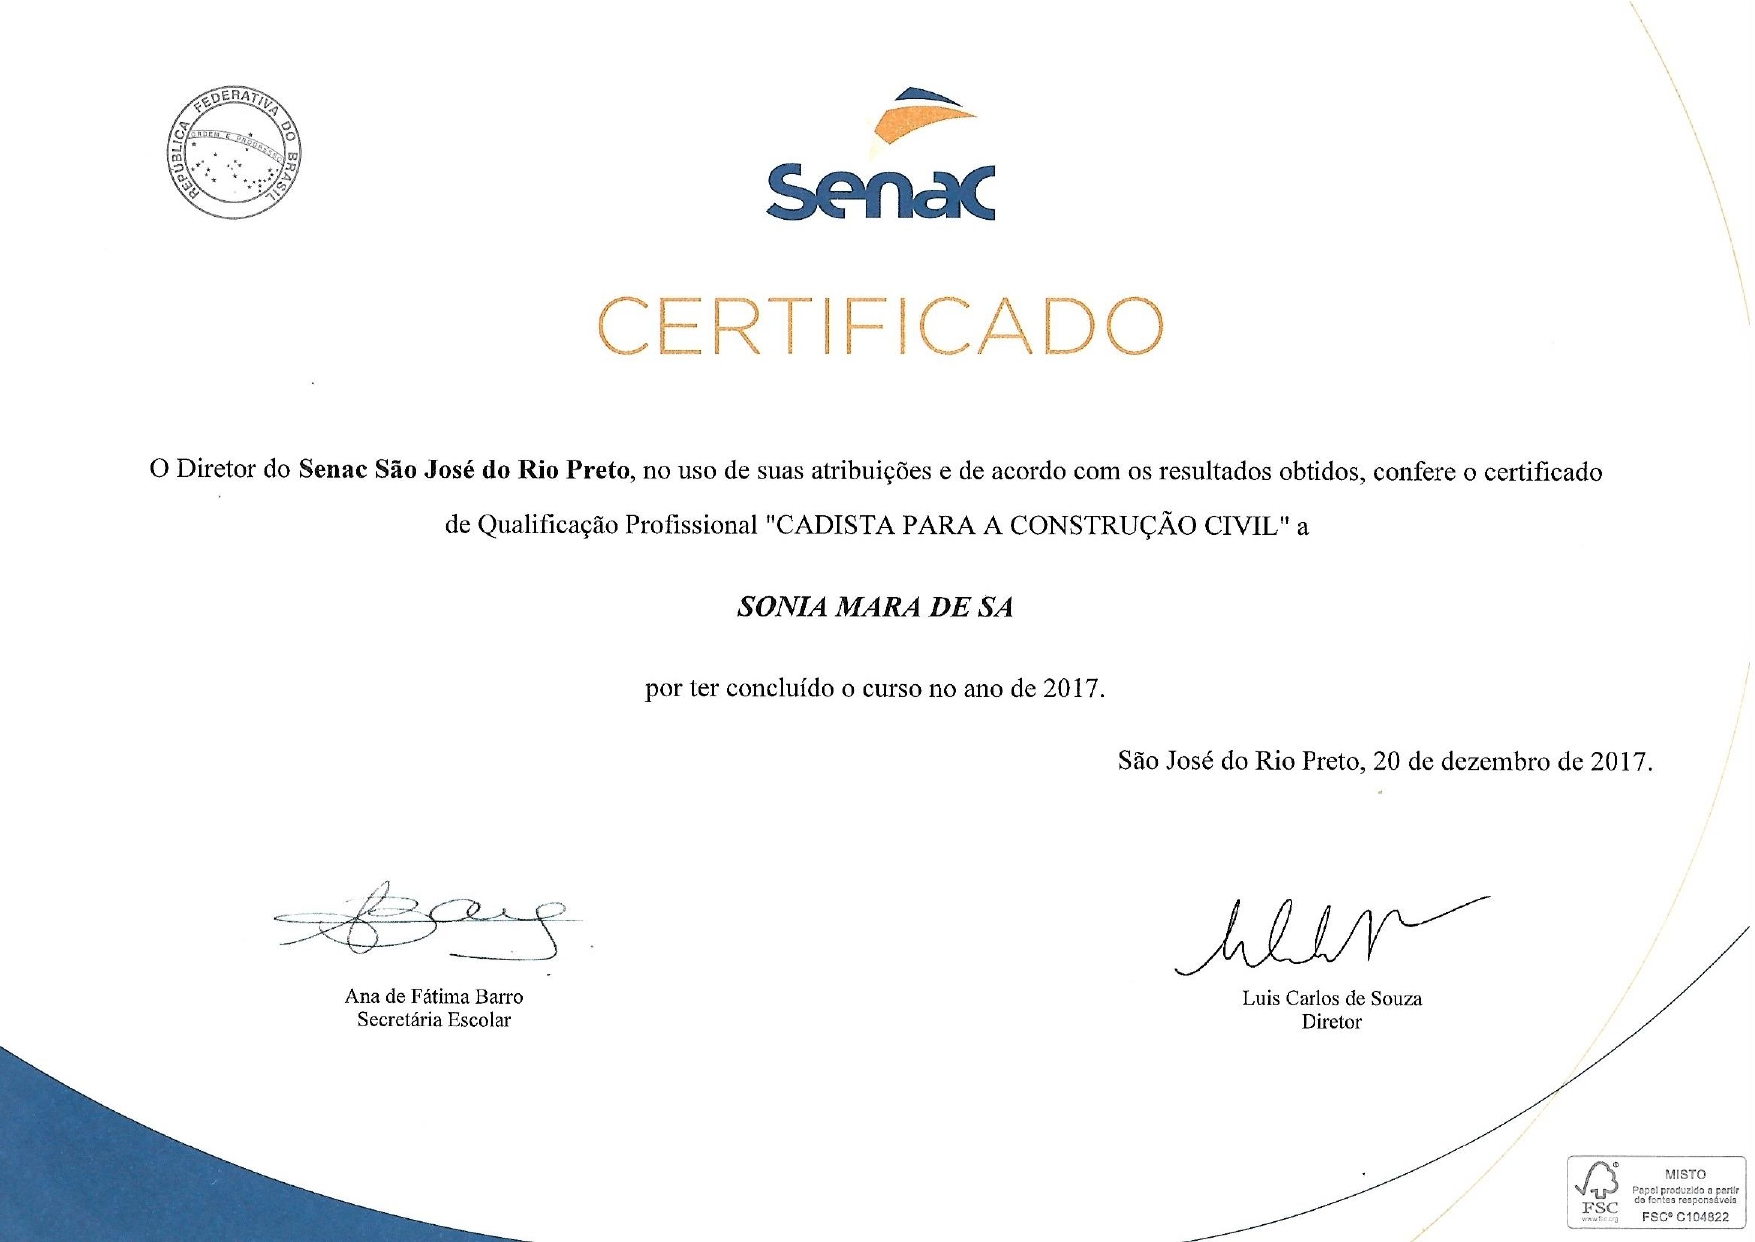 REPÚBLICA FEDERATIVA DO BRASIL
ORDEM E PROGRESSO
Senac
CERTIFICADO
O Diretor do Senac São José do Rio Preto, no uso de suas atribuições e de acordo com os resultados obtidos, confere o certificado
de Qualificação Profissional "CADISTA PARA A CONSTRUÇÃO CIVIL" a
SONIA MARA DE SA
por ter concluído o curso no ano de 2017.
São José do Rio Preto, 20 de dezembro de 2017.
Ana de Fátima Barro
Secretária Escolar
Luis Carlos de Souza
Diretor
MISTO
Papel produzido a partir
de fontes responsáveis
FSC® C104822
FSC